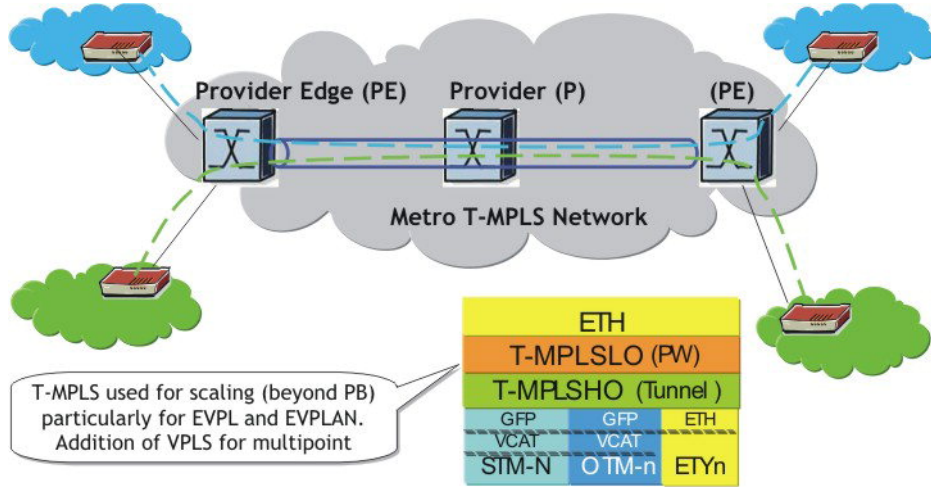 Provider Edge (PE)
Provider (P)
(PE)
Metro T-MPLS Network
ETH
T-MPLSLO (PW)
T-MPLSHO (Tunnel)
GFP GFP ETH
VCAT VCAT
STM-N OTM-n ETYn
T-MPLS used for scaling (beyond PB)
particularly for EVPL and EVPLAN.
Addition of VPLS for multipoint